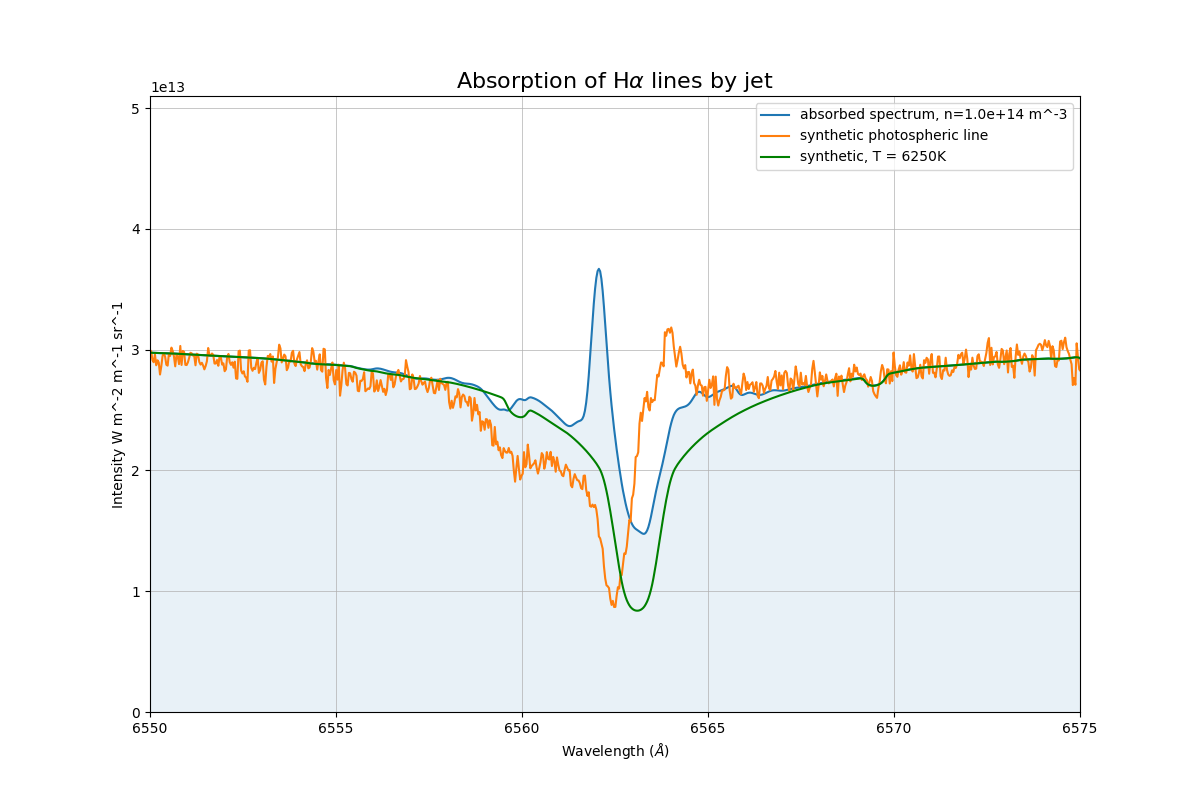 Absorption of Hα lines by jet
1e13
absorbed spectrum, n=1.0e+14 m^-3
synthetic photospheric line
synthetic, T = 6250K
5
4
3
2
1
0
Intensity W m^-2 m^-1 sr^-1
6550 6555 6560 6565 6570 6575
Wavelength (Å)